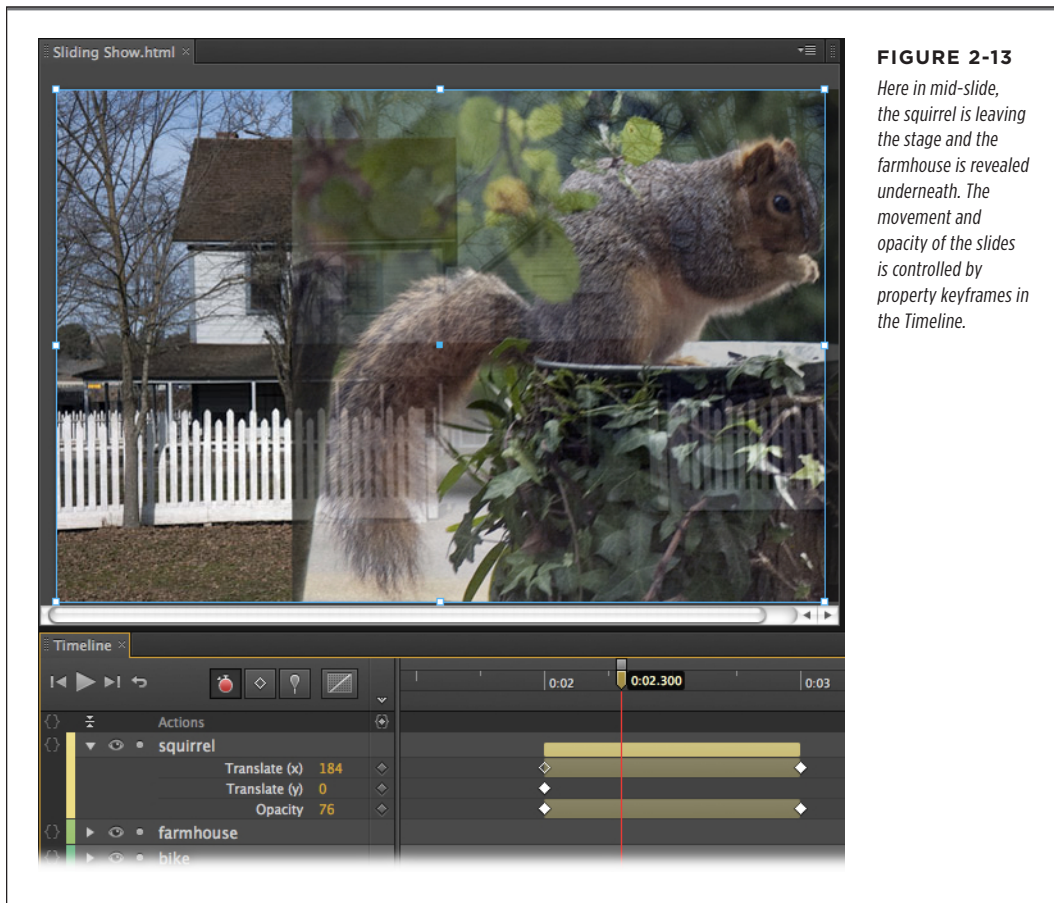 Sliding Show.html ×
FIGURE 2-13
Here in mid-slide,
the squirrel is leaving
the stage and the
farmhouse is revealed
underneath. The
movement and
opacity of the slides
is controlled by
property keyframes in
the Timeline.
Timeline ×
0:02
0:02.300
0:03
Actions
squirrel
Translate (x) 184
Translate (y) 0
Opacity 76
farmhouse
bike